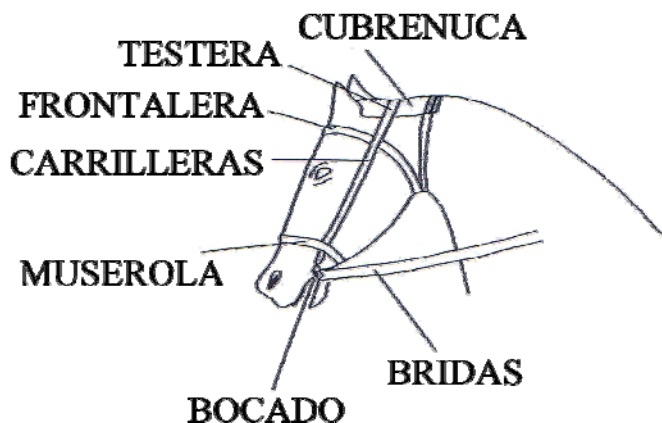 CUBRENUCA
TESTERA
FRONTALERA
CARRILLERAS
MUSEROLA
BRIDAS
BOCADO